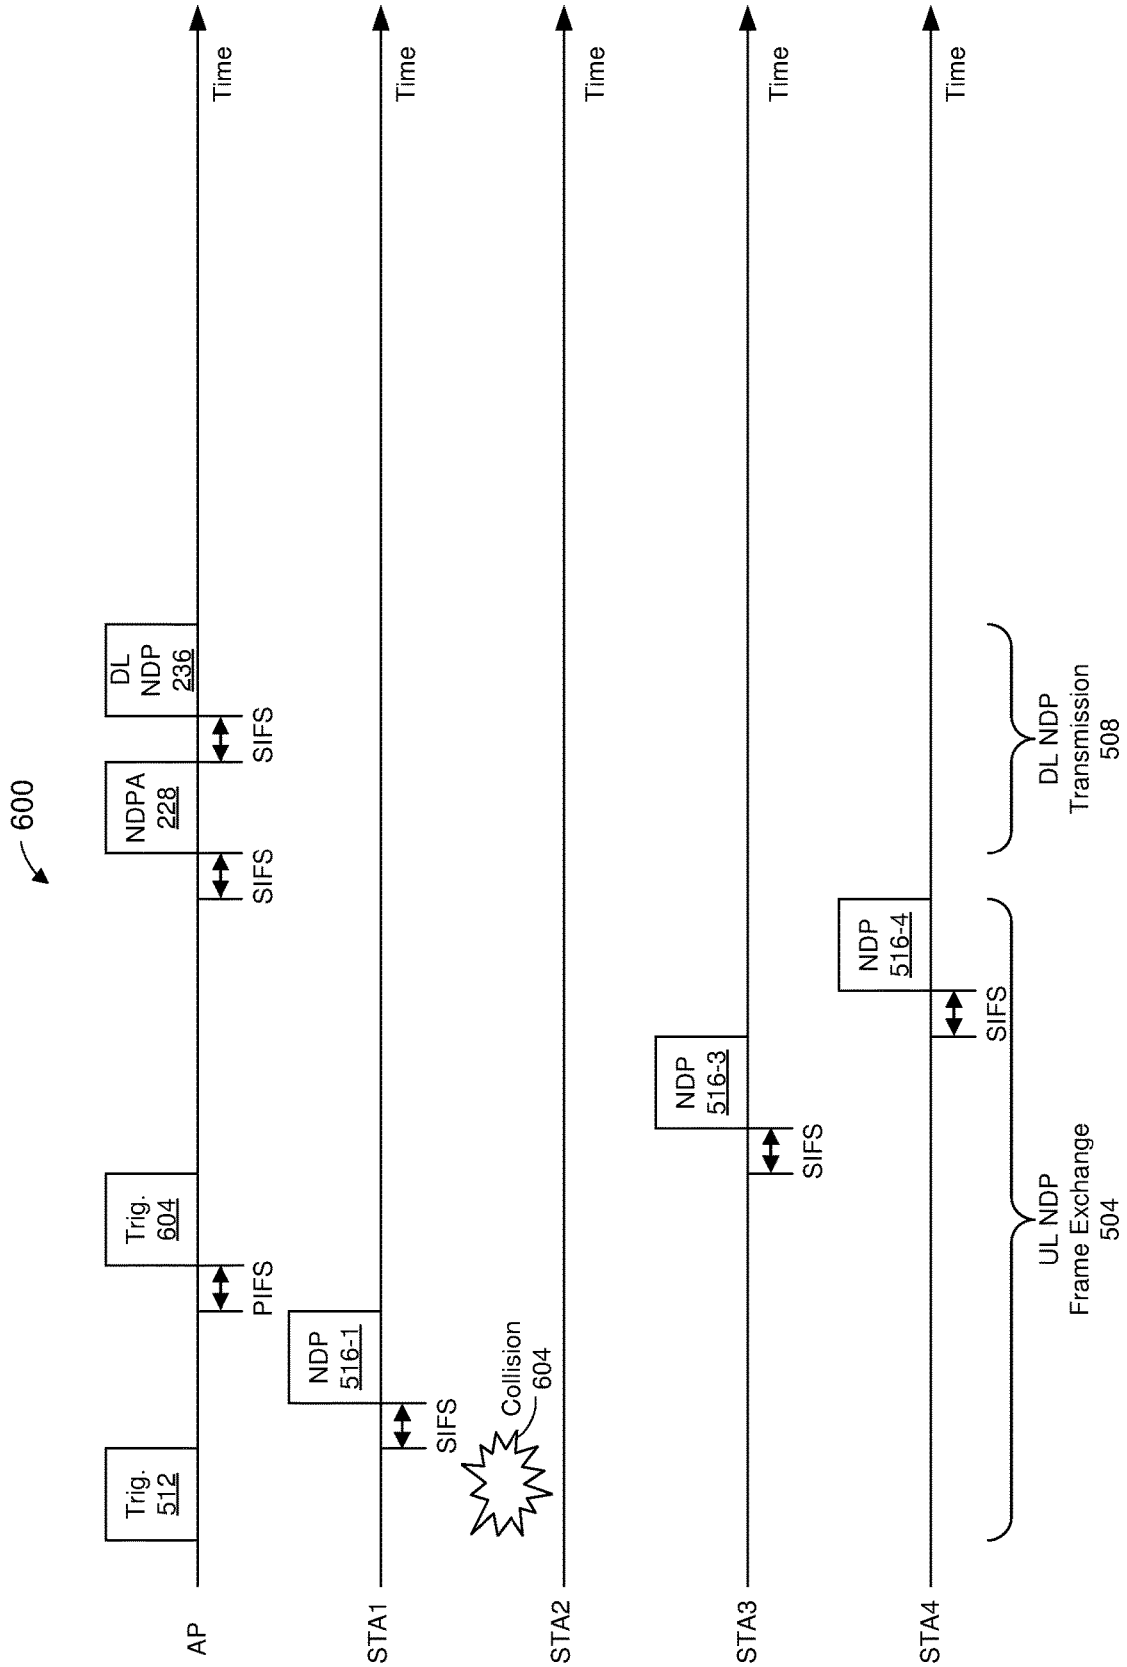 600
AP
Trig.
512
PIFS
Trig.
604
SIFS
NDPA
228
SIFS
DL
NDP
236
Time
STA1
SIFS
NDP
516-1
Time
STA2
Collision
604
Time
STA3
SIFS
NDP
516-3
Time
STA4
SIFS
NDP
516-4
Time
UL NDP
Frame Exchange
504
DL NDP
Transmission
508